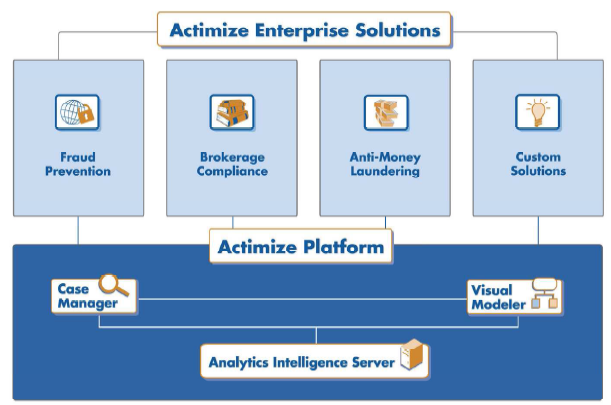 Actimize Enterprise Solutions
Fraud
Prevention
Brokerage
Compliance
Anti-Money
Laundering
Custom
Solutions
Actimize Platform
Case
Manager
Visual
Modeler
Analytics Intelligence Server